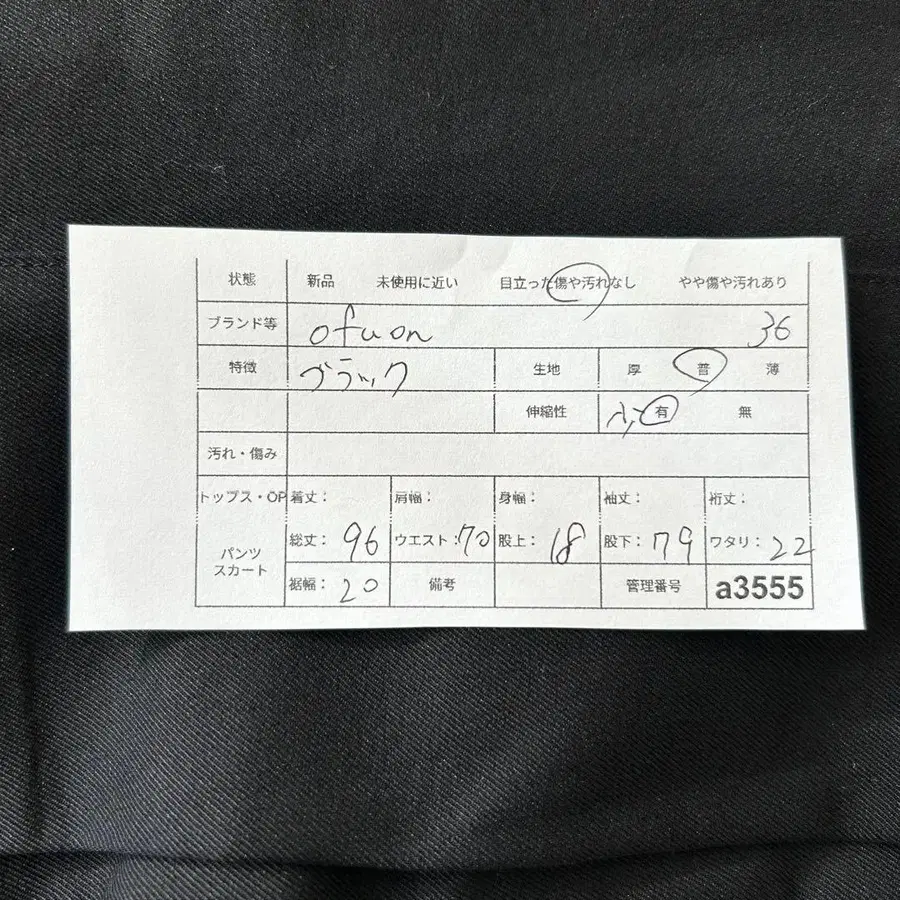 状態 新品 未使用に近い 目立った傷や汚れなし やや傷や汚れあり
ブランド等 ofuon 36
特徴 ブラック 生地 厚 普 薄
伸縮性 有 無
汚れ・傷み
トップス・OP 着丈： 肩幅： 身幅： 袖丈： 裄丈：
パンツ スカート 総丈：96 ウエスト：70 股上：18 股下：79 ワタリ：22
裾幅：20 備考 管理番号 a3555